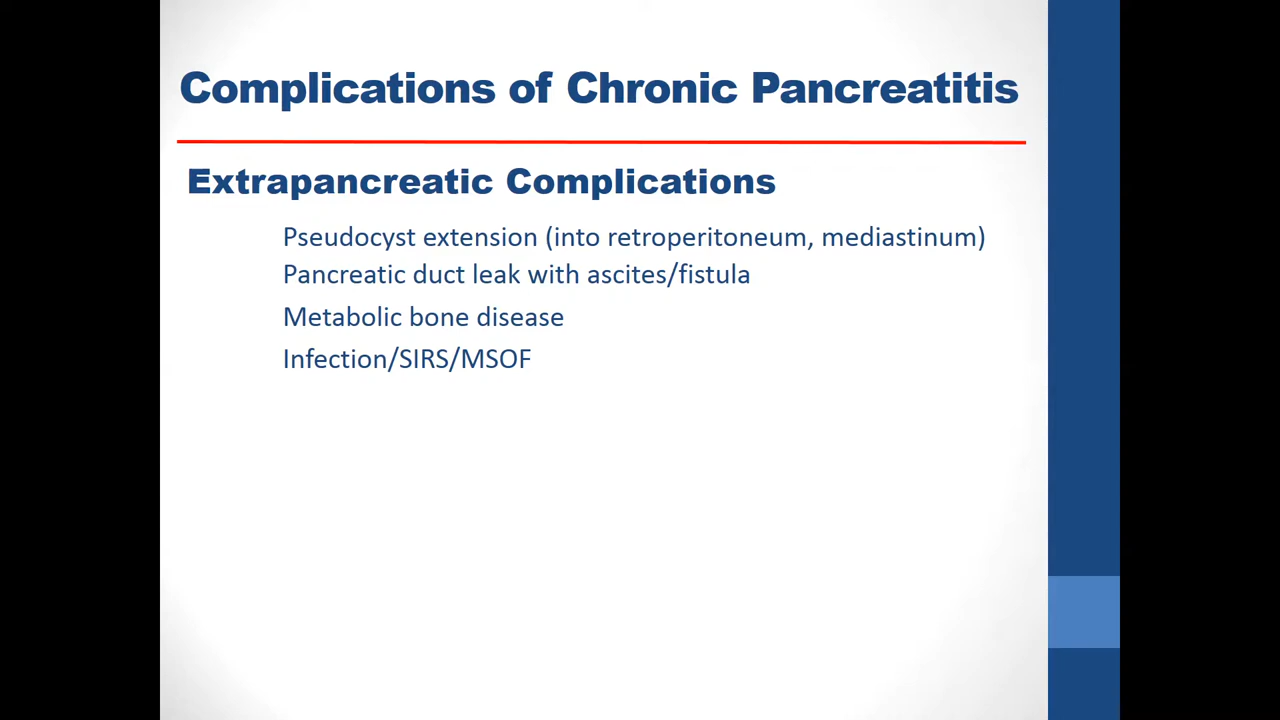 Complications of Chronic Pancreatitis
Extrapancreatic Complications
Pseudocyst extension (into retroperitoneum, mediastinum)
Pancreatic duct leak with ascites/fistula
Metabolic bone disease
Infection/SIRS/MSOF